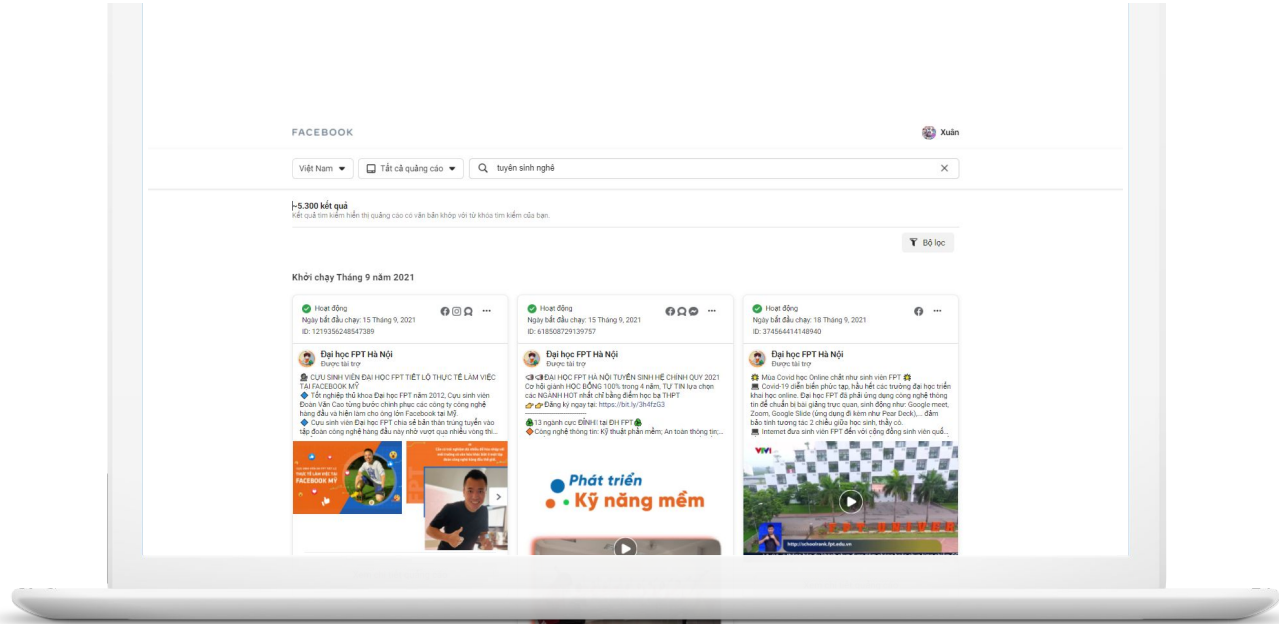 FACEBOOK
Xuân
Việt Nam
Tất cả quảng cáo
tuyển sinh nghề
~5.300 kết quả
Kết quả tìm kiếm hiển thị quảng cáo có văn bản khớp với từ khóa tìm kiếm của bạn.
Bộ lọc
Khởi chạy Tháng 9 năm 2021
Hoạt động
Ngày bắt đầu chạy: 15 Tháng 9, 2021
ID: 1219356248547389
Đại học FPT Hà Nội
Được tài trợ
CỰU SINH VIÊN ĐẠI HỌC FPT TIẾT LỘ THỰC TẾ LÀM VIỆC
TẠI FACEBOOK MỸ
Tốt nghiệp thủ khoa Đại học FPT năm 2012, Cựu sinh viên
Đoàn Văn Cao từng bước chinh phục các công ty công nghệ
hàng đầu và hiện làm cho ông lớn Facebook tại Mỹ.
Cựu sinh viên Đại học FPT chia sẻ bản thân trúng tuyển vào
tập đoàn công nghệ hàng đầu này nhờ vượt qua nhiều vòng thi...
THỰC TẾ LÀM VIỆC TẠI
FACEBOOK MỸ
FPT
Hoạt động
Ngày bắt đầu chạy: 15 Tháng 9, 2021
ID: 618508729139757
Đại học FPT Hà Nội
Được tài trợ
ĐẠI HỌC FPT HÀ NỘI TUYỂN SINH HỆ CHÍNH QUY 2021
Cơ hội giành HỌC BỔNG 100% trong 4 năm, TỰ TIN lựa chọn
các NGÀNH HOT nhất chỉ bằng điểm học bạ THPT
Đăng ký ngay tại: https://bit.ly/3h4fzG3
13 ngành cực ĐỈNH tại ĐH FPT
Công nghệ thông tin: Kỹ thuật phần mềm; An toàn thông tin;...
Phát triển
Kỹ năng mềm
Hoạt động
Ngày bắt đầu chạy: 18 Tháng 9, 2021
ID: 374564414148940
Đại học FPT Hà Nội
Được tài trợ
Mùa Covid học Online chất như sinh viên FPT
Covid-19 diễn biến phức tạp, hầu hết các trường đại học triển
khai học online. Đại học FPT đã phải ứng dụng công nghệ thông
tin để chuẩn bị bài giảng trực quan, sinh động như: Google meet,
Zoom, Google Slide (ứng dụng đi kèm như Pear Deck),... đảm
bảo tính tương tác 2 chiều giữa học sinh, thầy cô.
Internet đưa sinh viên FPT đến với cộng đồng sinh viên quố...
VTV1
http://schoolrank.fpt.edu.vn